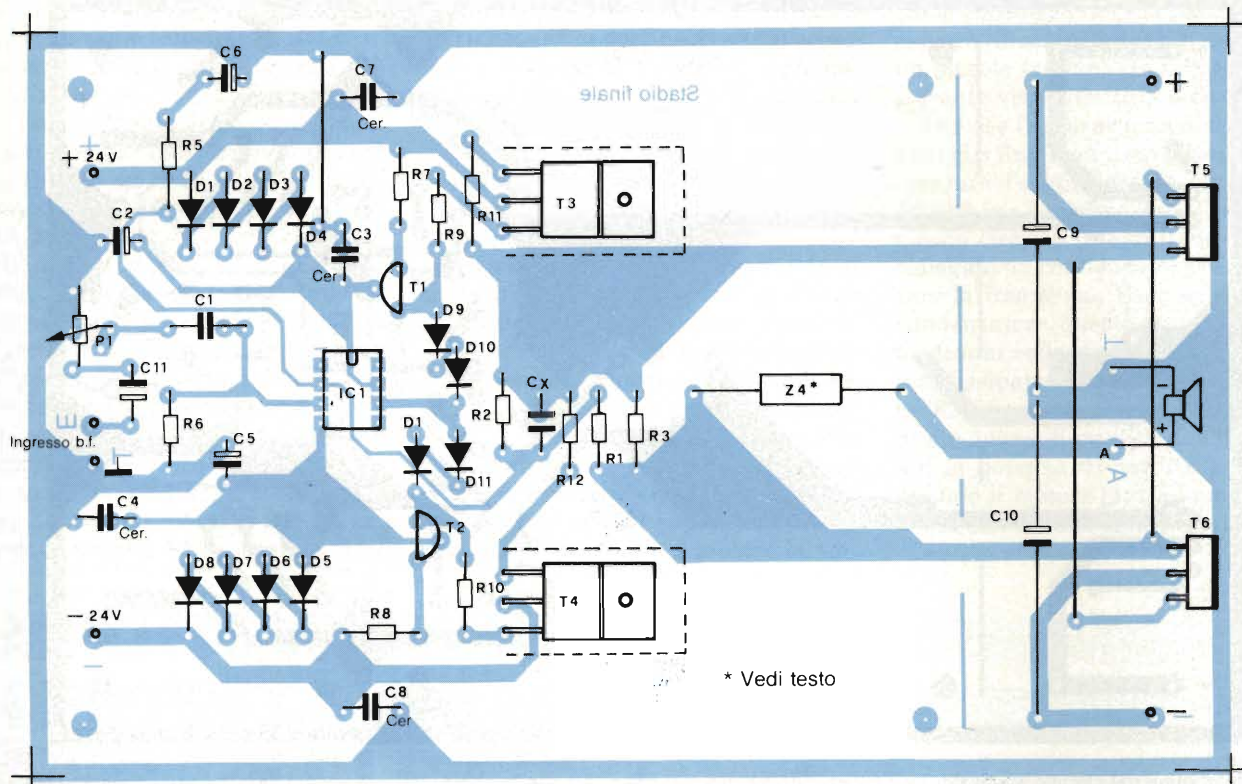 C6
C7
Cer.
Stadio finale
+
+
R5
+ 24V
R7
T5
D1 D2 D3
T3
R11
C2
D4
C3
R9
C9
Cer
T1
C1
D9
P1
D10
T
C11
IC1
Cx
Z4*
−
E
R2
R6
D1
R3
+
Ingresso b.f.
C5
R1
A
T
D11
R12
A
C4
C10
Cer.
T2
T6
D8 D7 D6 D5
R10
T4
− 24V
R8
* Vedi testo
C8
Cer
−